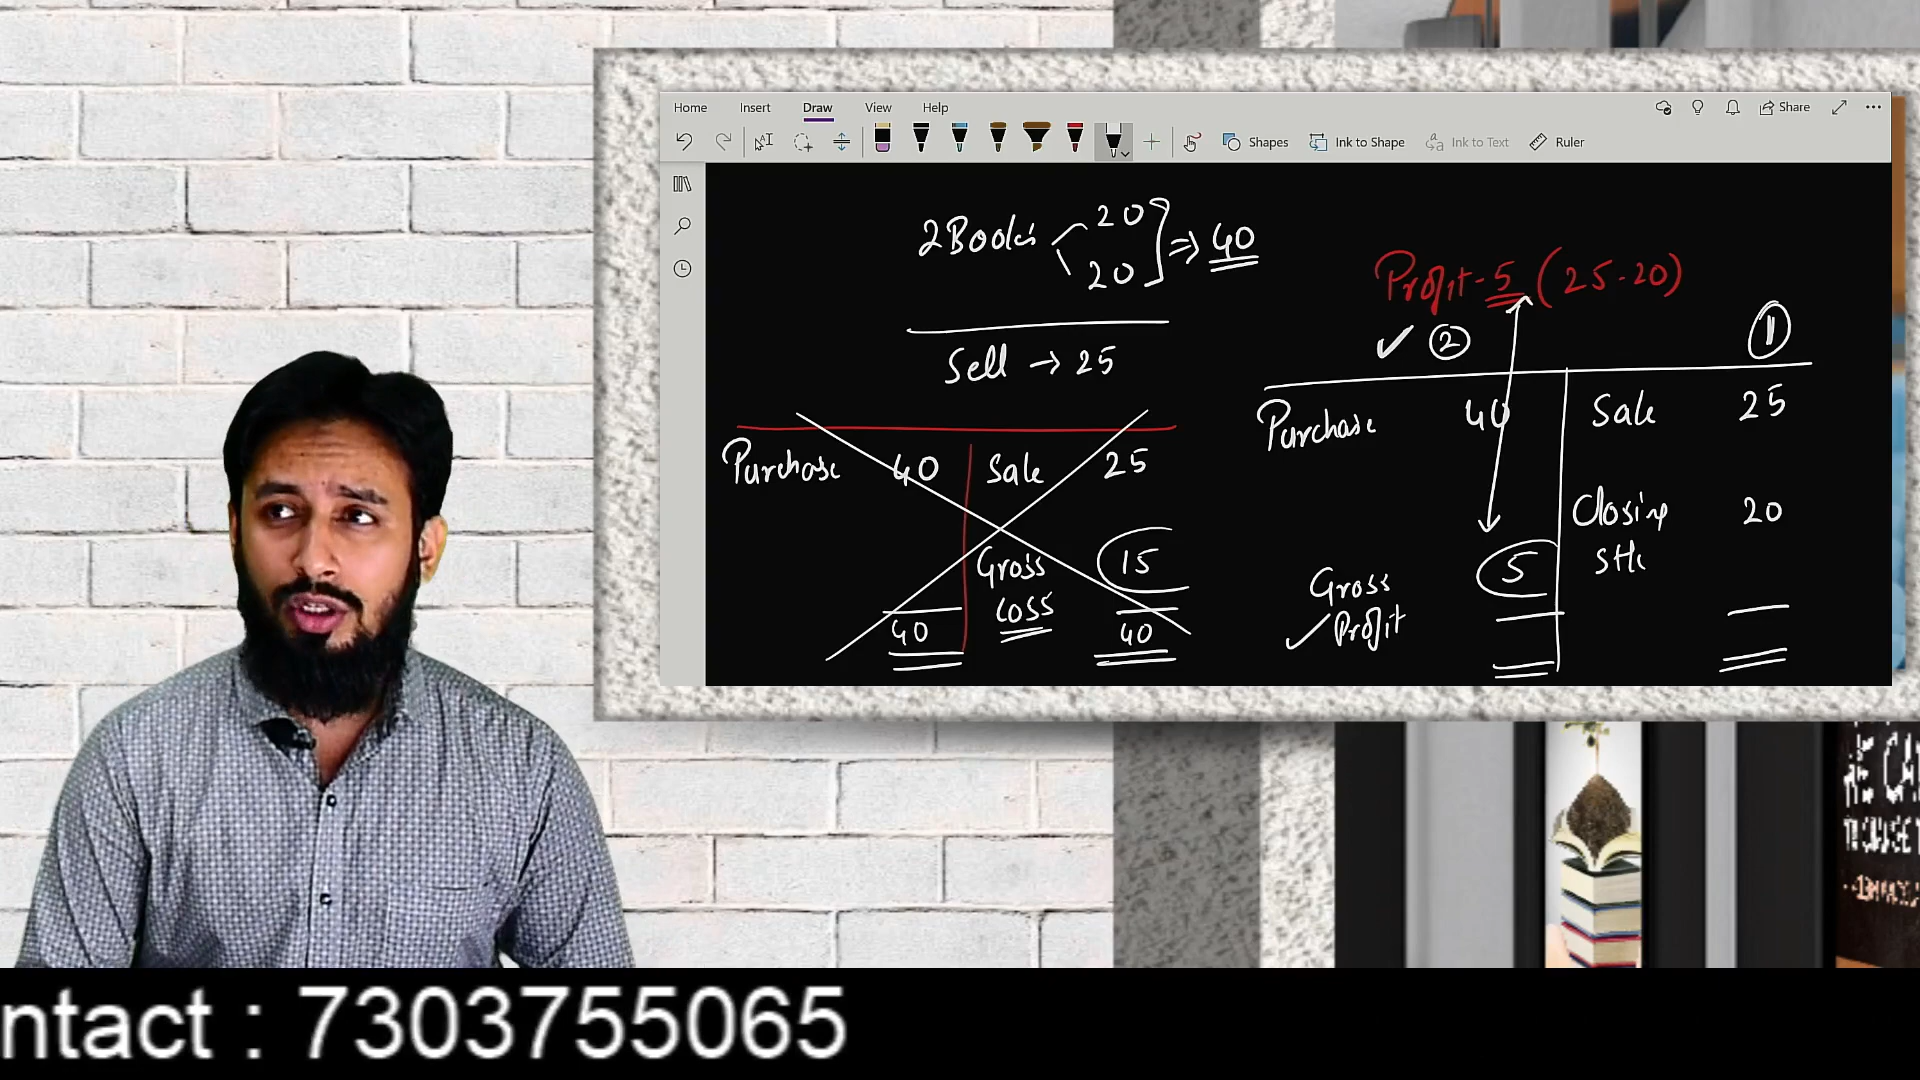 Home Insert Draw View Help Share
Shapes Ink to Shape Ink to Text Ruler
2 Books 20
20
⇒ 40
Sell → 25
Purchase 40 Sale 25
Gross Loss 15
40 40
Profit - 5 (25-20)
✓ ② ①
Purchase 40 Sale 25
Closing 20
Gross Profit 5
ntact : 7303755065